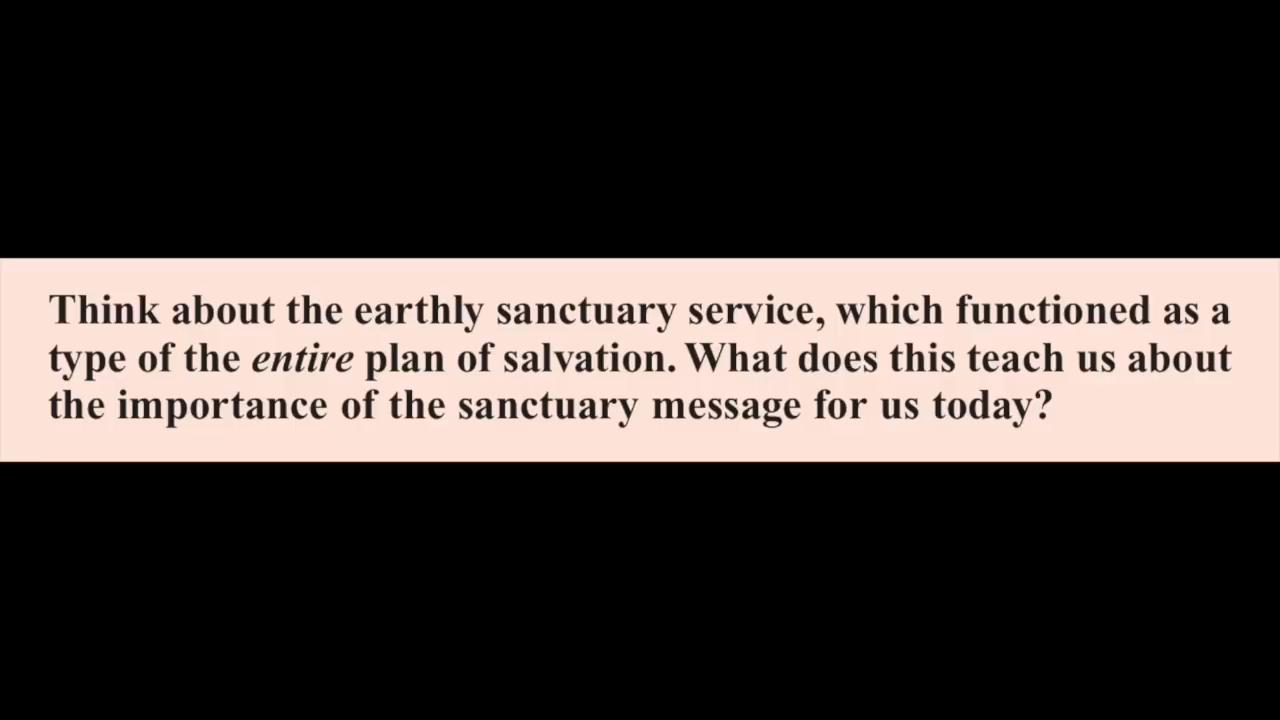 Think about the earthly sanctuary service, which functioned as a
type of the entire plan of salvation. What does this teach us about
the importance of the sanctuary message for us today?